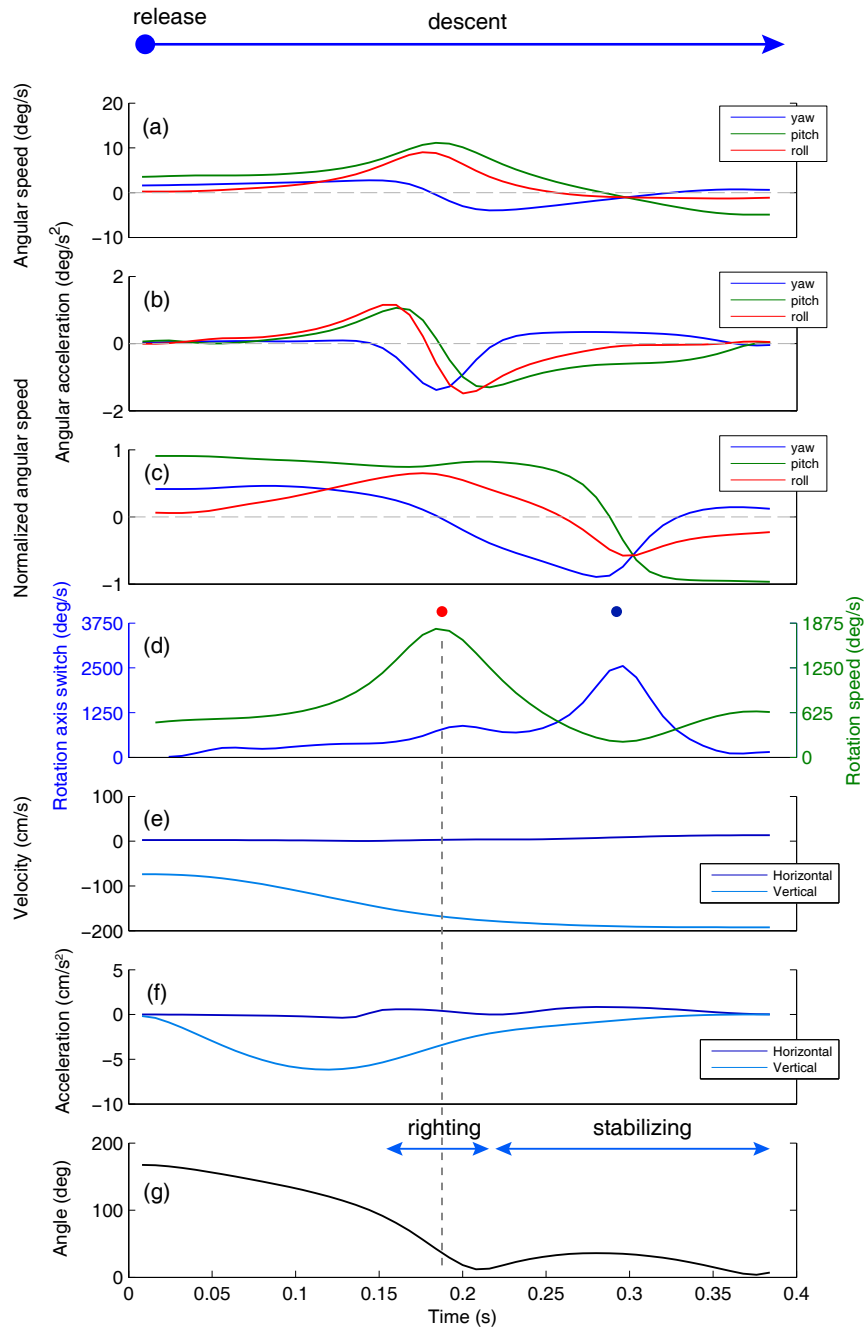 release
descent
Angular speed (deg/s)
20
10
0
−10
(a)
yaw
pitch
roll
Angular acceleration (deg/s²)
2
0
−2
(b)
yaw
pitch
roll
Normalized angular speed
1
0
−1
(c)
yaw
pitch
roll
Rotation axis switch (deg/s)
3750
2500
1250
0
(d)
1875
1250
625
0
Rotation speed (deg/s)
Velocity (cm/s)
100
0
−100
−200
(e)
Horizontal
Vertical
Acceleration (cm/s²)
5
0
−5
−10
(f)
Horizontal
Vertical
righting
stabilizing
Angle (deg)
200
100
0
(g)
0 0.05 0.1 0.15 0.2 0.25 0.3 0.35 0.4
Time (s)